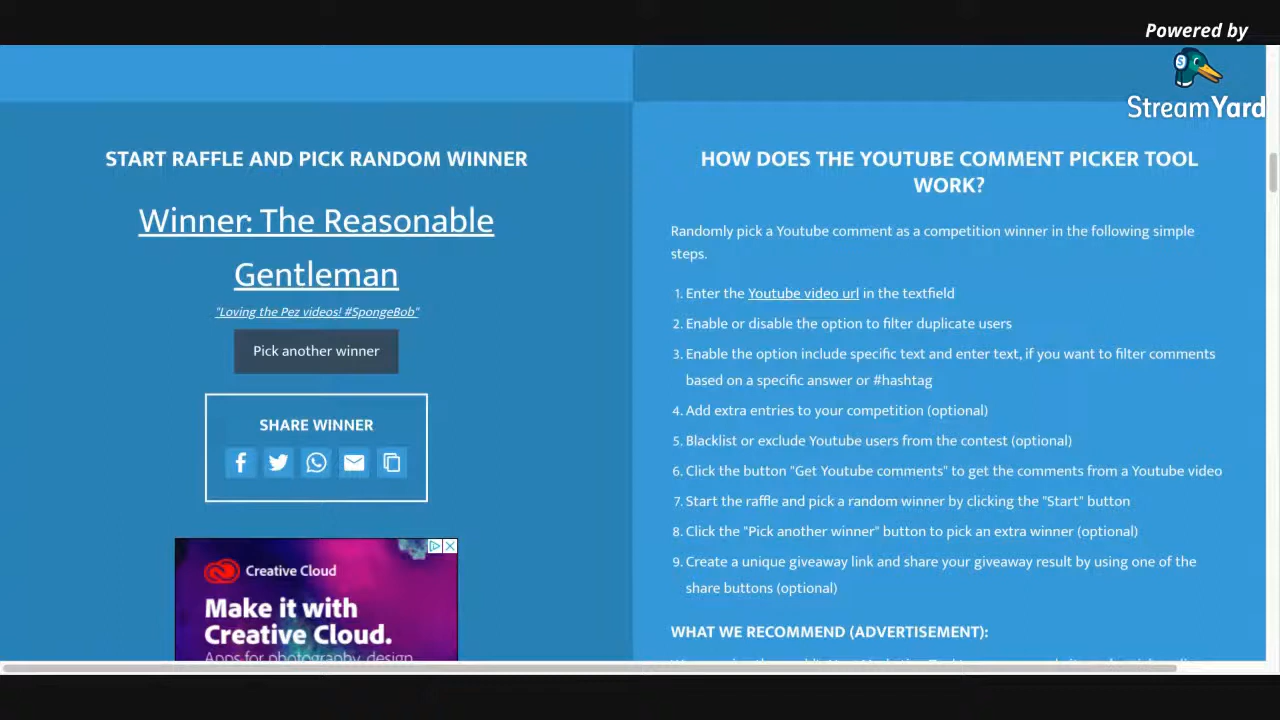 Powered by
StreamYard
START RAFFLE AND PICK RANDOM WINNER
Winner: The Reasonable
Gentleman
"Loving the Pez videos! #SpongeBob"
Pick another winner
SHARE WINNER
Creative Cloud
Make it with
Creative Cloud.
Apps for photography, design
HOW DOES THE YOUTUBE COMMENT PICKER TOOL
WORK?
Randomly pick a Youtube comment as a competition winner in the following simple
steps.
1. Enter the Youtube video url in the textfield
2. Enable or disable the option to filter duplicate users
3. Enable the option include specific text and enter text, if you want to filter comments
based on a specific answer or #hashtag
4. Add extra entries to your competition (optional)
5. Blacklist or exclude Youtube users from the contest (optional)
6. Click the button "Get Youtube comments" to get the comments from a Youtube video
7. Start the raffle and pick a random winner by clicking the "Start" button
8. Click the "Pick another winner" button to pick an extra winner (optional)
9. Create a unique giveaway link and share your giveaway result by using one of the
share buttons (optional)
WHAT WE RECOMMEND (ADVERTISEMENT):